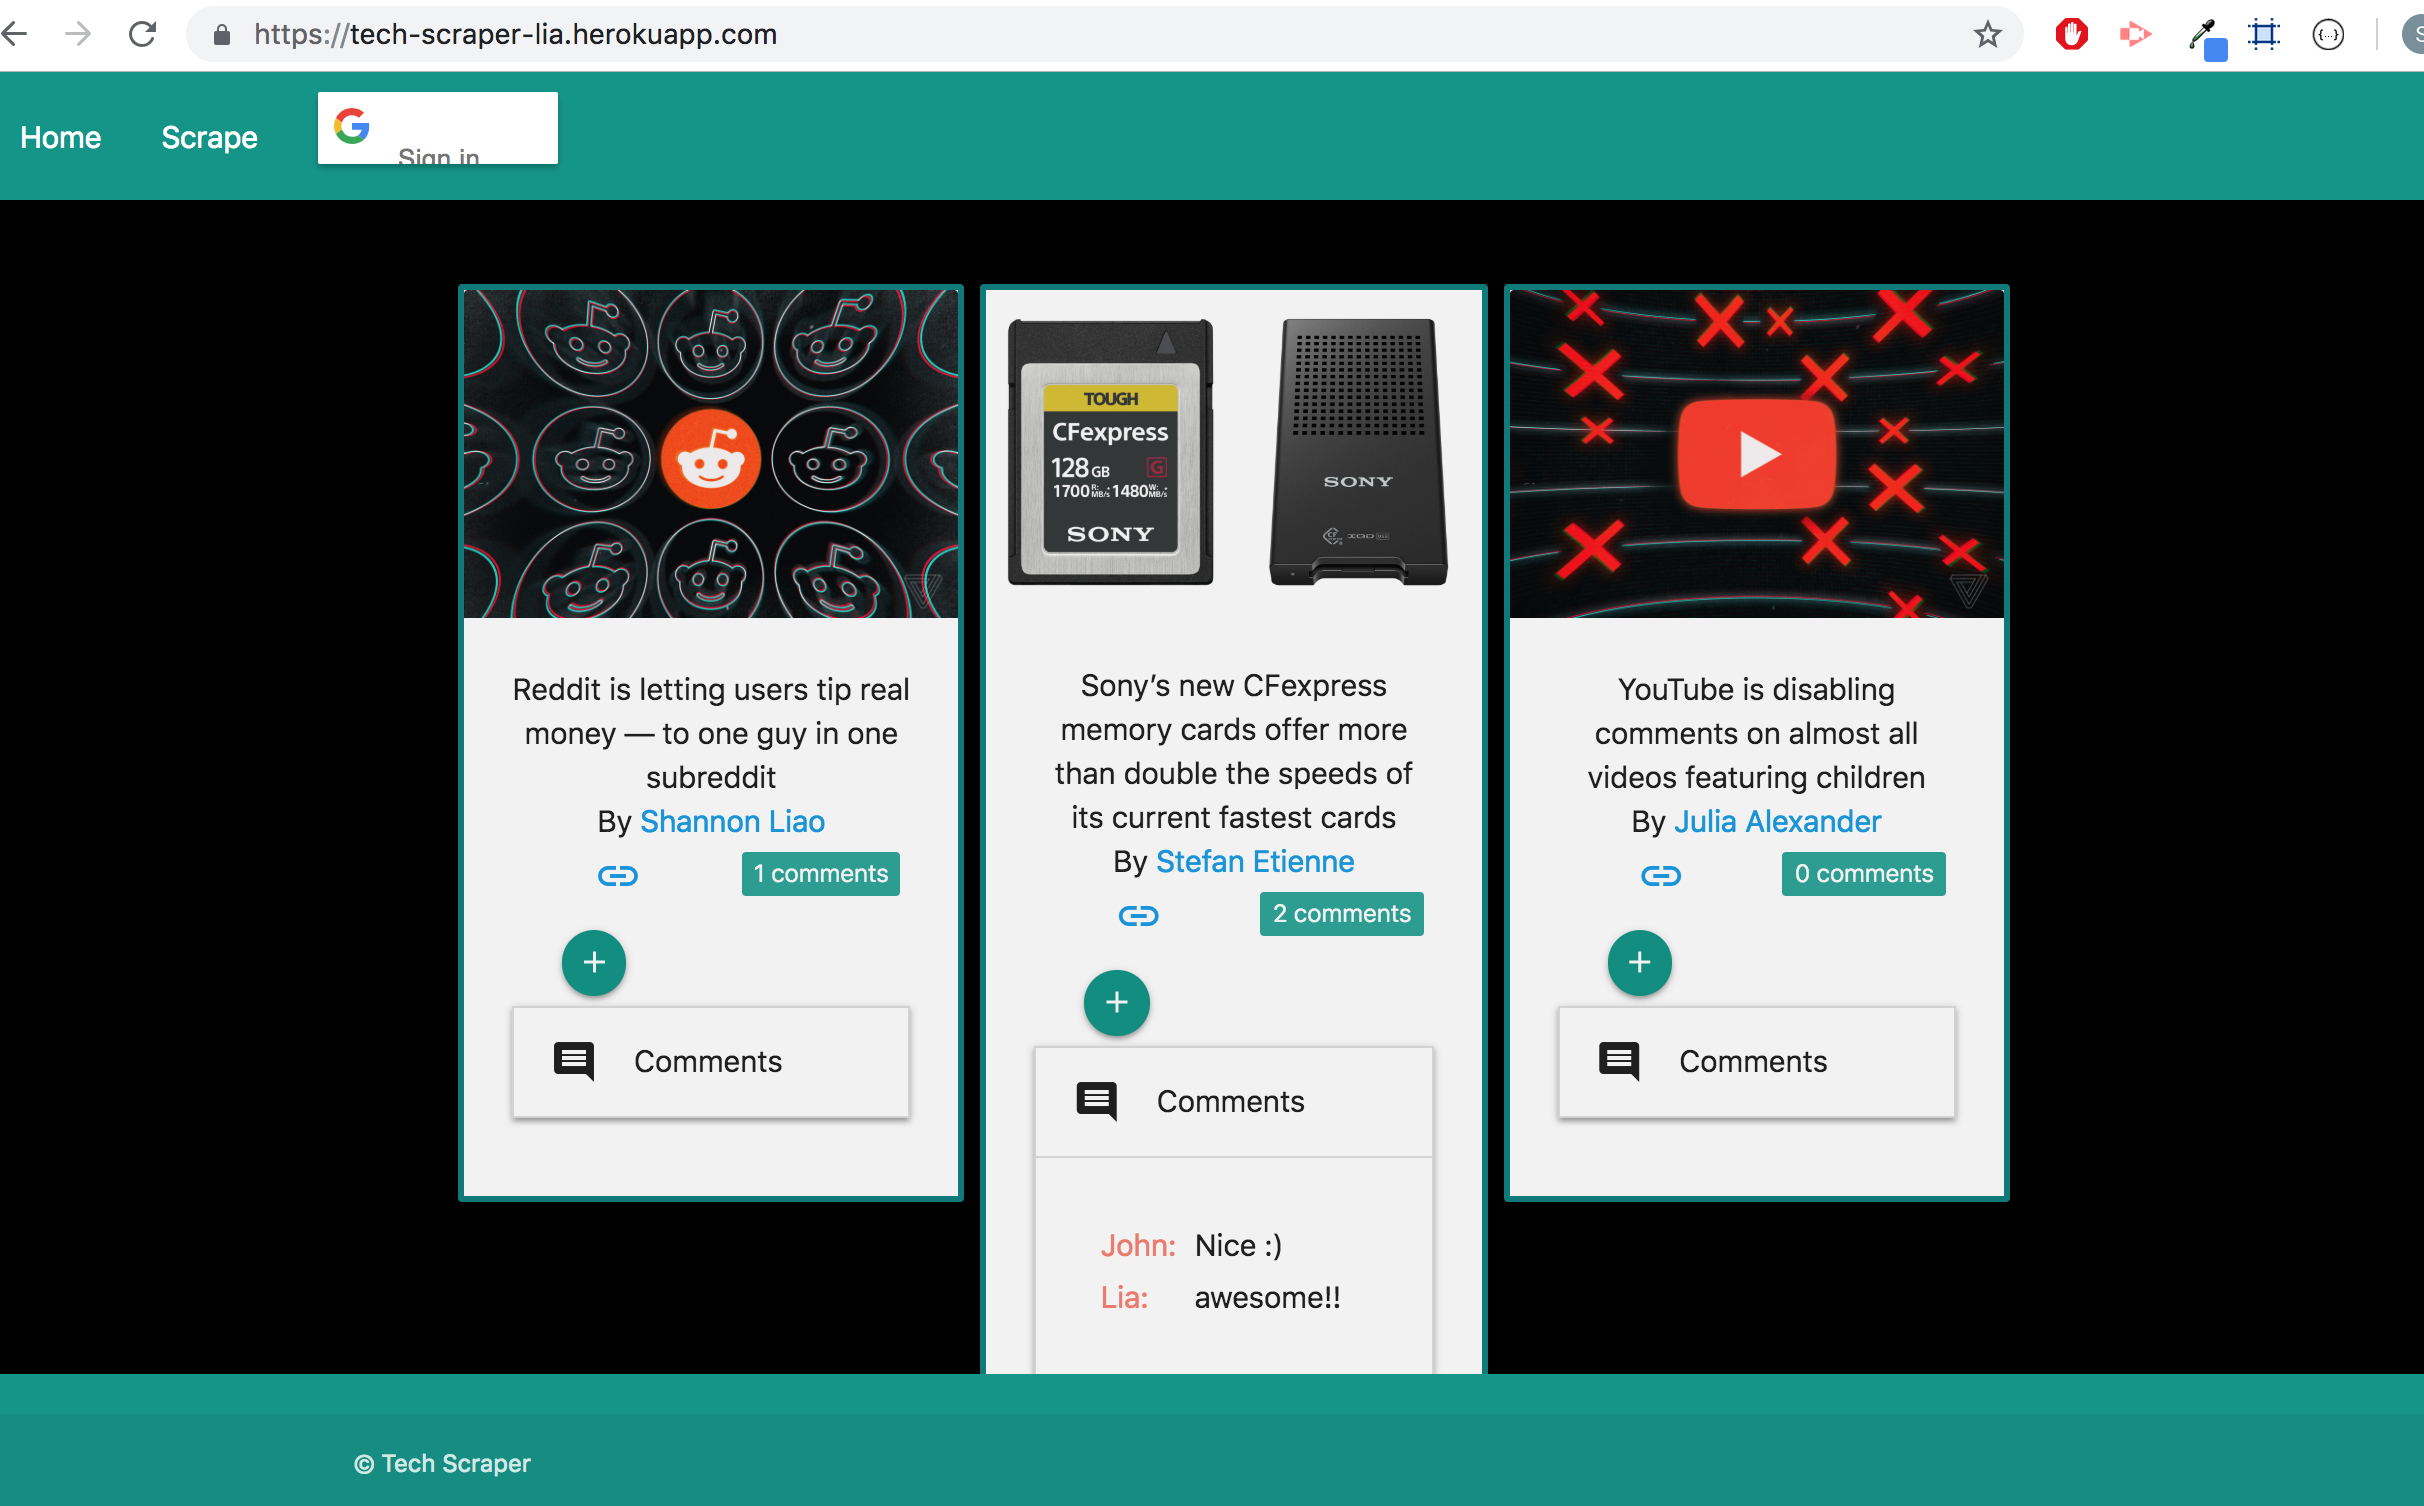 https://tech-scraper-lia.herokuapp.com
Home
Scrape
Sign in
TOUGH
CFexpress
128 GB
G
1700 R: MB/s 1480 W: MB/s
SONY
SONY
Reddit is letting users tip real
money — to one guy in one
subreddit
By Shannon Liao
1 comments
+
Comments
Sony’s new CFexpress
memory cards offer more
than double the speeds of
its current fastest cards
By Stefan Etienne
2 comments
+
Comments
John: Nice :)
Lia: awesome!!
YouTube is disabling
comments on almost all
videos featuring children
By Julia Alexander
0 comments
+
Comments
© Tech Scraper